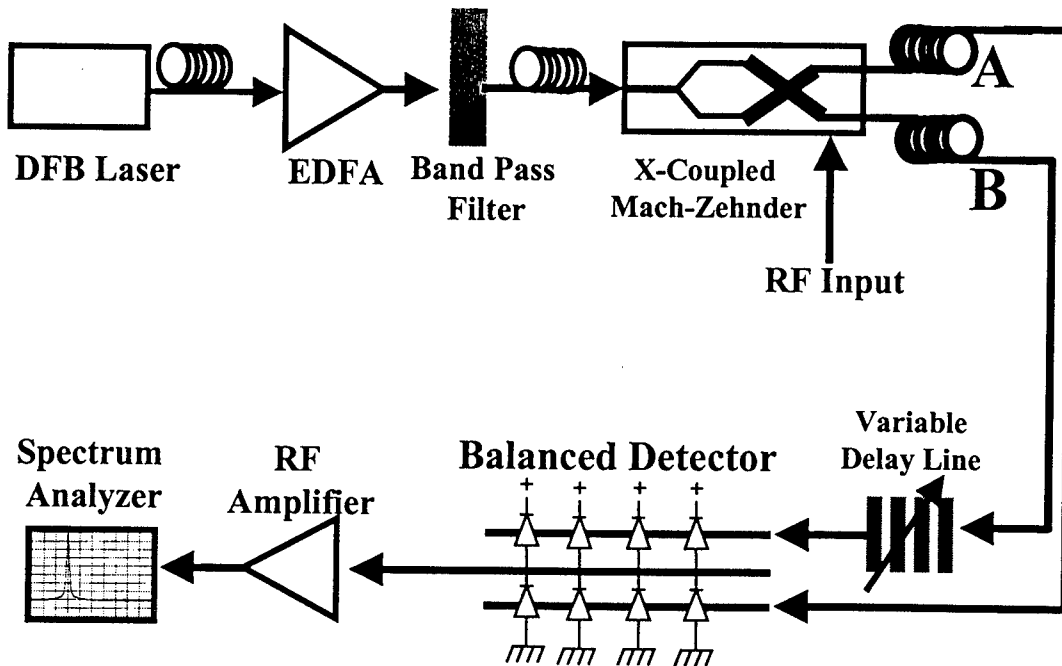 A
B
DFB Laser
EDFA
Band Pass
Filter
X-Coupled
Mach-Zehnder
RF Input
Variable
Delay Line
Spectrum
Analyzer
RF
Amplifier
Balanced Detector
+ + + +